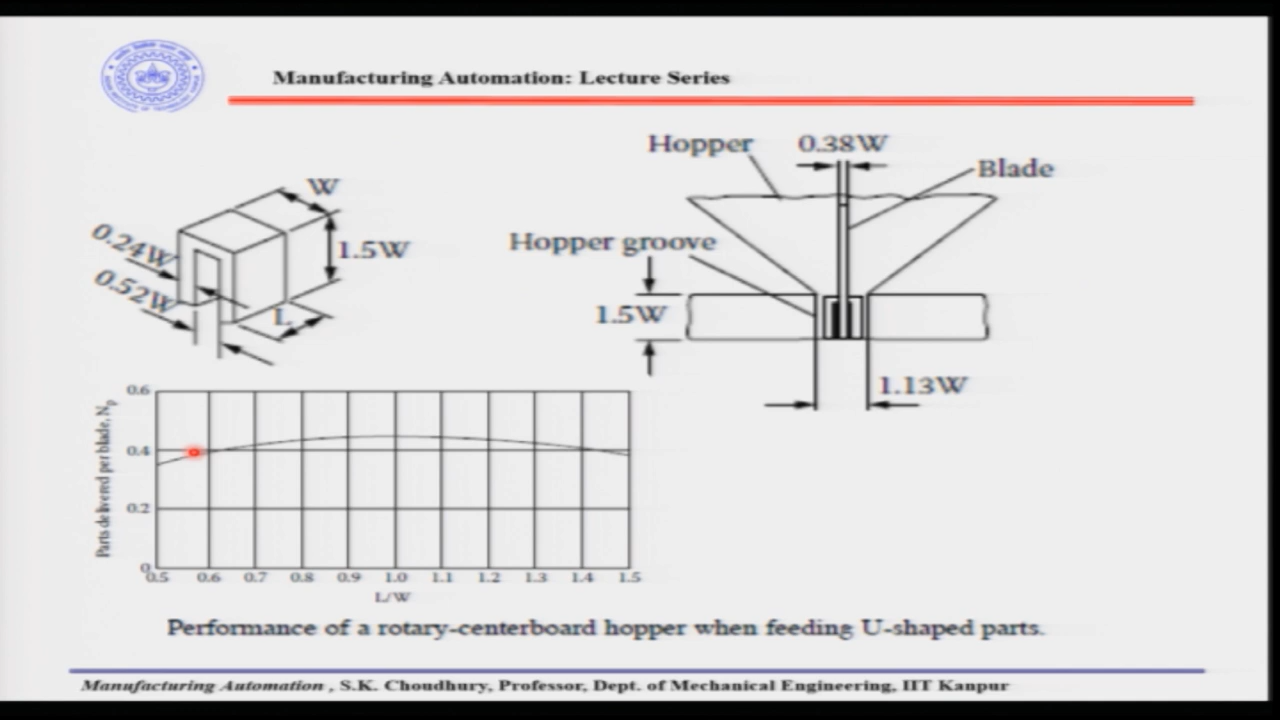 Manufacturing Automation: Lecture Series
Hopper
0.38W
Blade
W
0.24W
1.5W
0.52W
L
Hopper groove
1.5W
1.13W
Parts delivered per blade, Np
0.6
0.4
0.2
0
0.5 0.6 0.7 0.8 0.9 1.0 1.1 1.2 1.3 1.4 1.5
L/W
Performance of a rotary-centerboard hopper when feeding U-shaped parts.
Manufacturing Automation , S.K. Choudhury, Professor, Dept. of Mechanical Engineering, IIT Kanpur